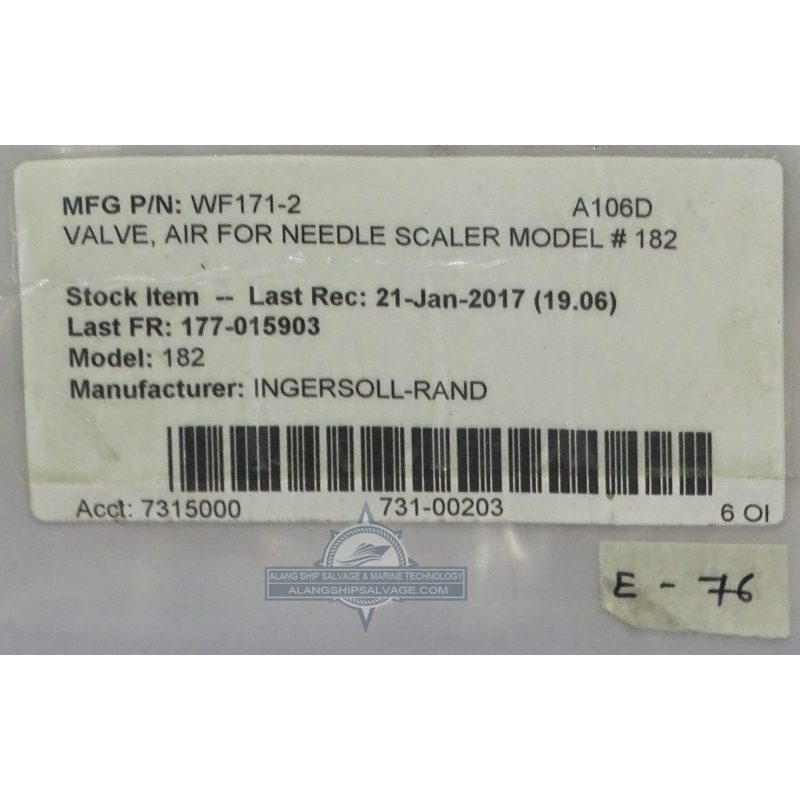 MFG P/N: WF171-2 A106D
VALVE, AIR FOR NEEDLE SCALER MODEL # 182
Stock Item -- Last Rec: 21-Jan-2017 (19.06)
Last FR: 177-015903
Model: 182
Manufacturer: INGERSOLL-RAND
Acct: 7315000 731-00203 6 OI
ALANG SHIP SALVAGE & MARINE TECHNOLOGY
ALANGSHIPSALVAGE.COM
E - 76